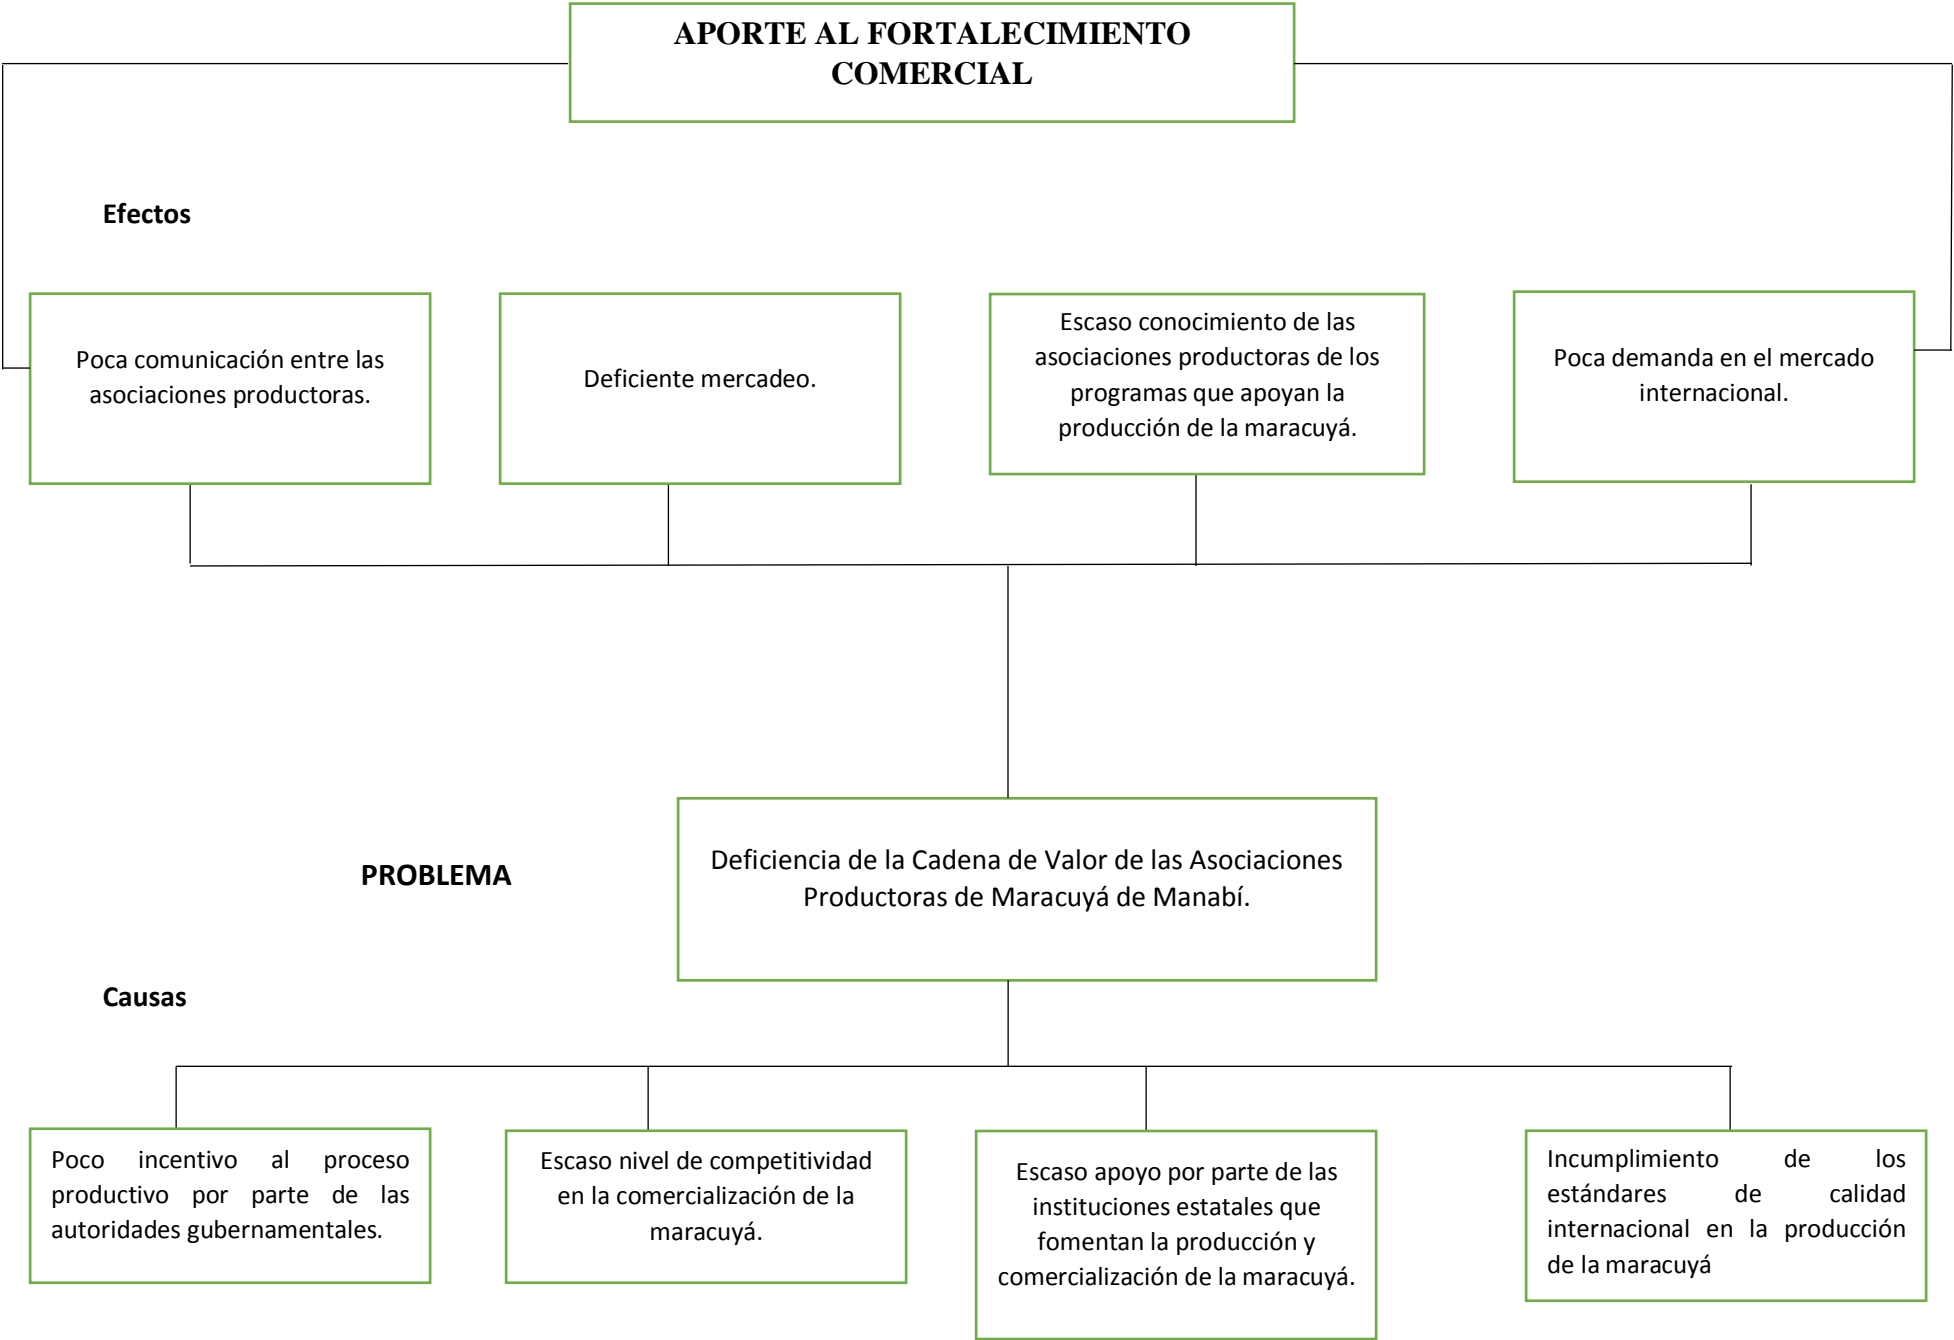 APORTE AL FORTALECIMIENTO
COMERCIAL
Efectos
Poca comunicación entre las
asociaciones productoras.
Deficiente mercadeo.
Escaso conocimiento de las
asociaciones productoras de los
programas que apoyan la
producción de la maracuyá.
Poca demanda en el mercado
internacional.
PROBLEMA
Deficiencia de la Cadena de Valor de las Asociaciones
Productoras de Maracuyá de Manabí.
Causas
Poco incentivo al proceso
productivo por parte de las
autoridades gubernamentales.
Escaso nivel de competitividad
en la comercialización de la
maracuyá.
Escaso apoyo por parte de las
instituciones estatales que
fomentan la producción y
comercialización de la maracuyá.
Incumplimiento de los
estándares de calidad
internacional en la producción
de la maracuyá